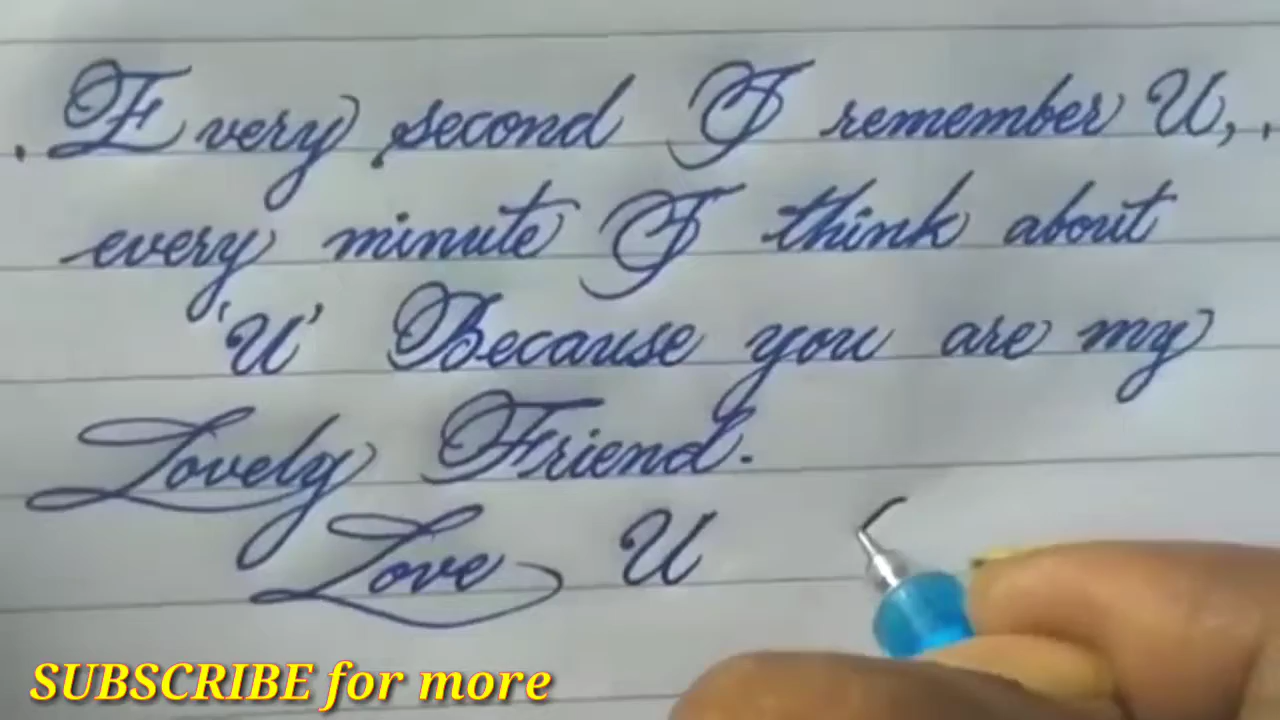 . Every second I remember U, .
every minute I think about
'U' Because you are my
Lovely Friend.
Love U
SUBSCRIBE for more